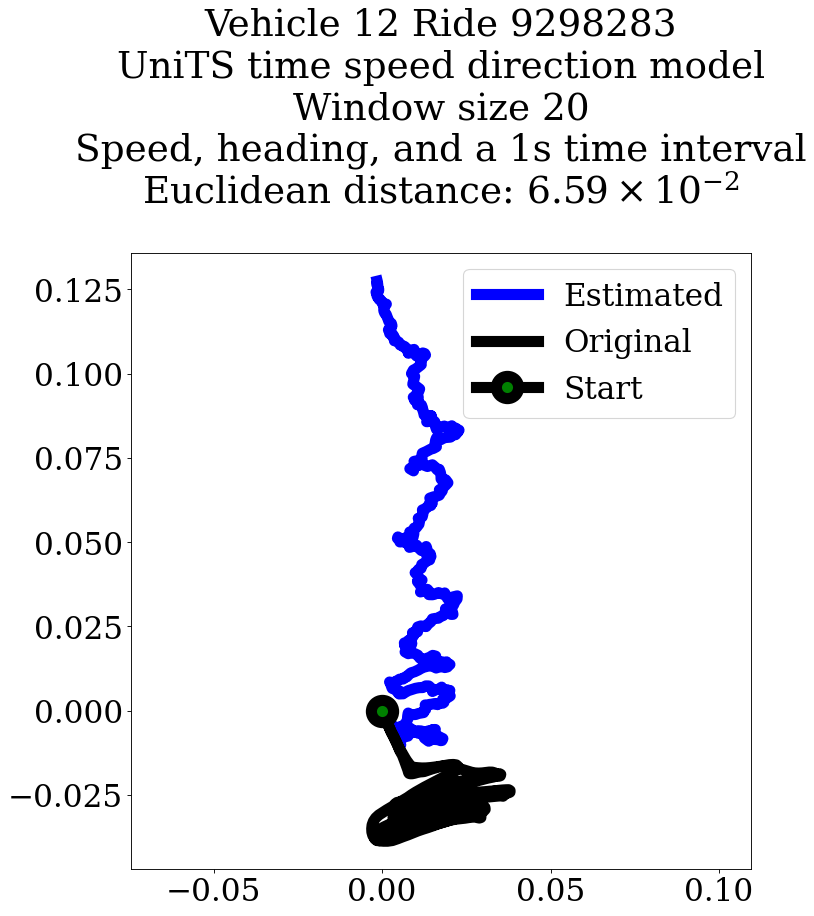 Vehicle 12 Ride 9298283
UniTS time speed direction model
Window size 20
Speed, heading, and a 1s time interval
Euclidean distance: 6.59 × 10⁻²
Estimated
Original
Start
0.125
0.100
0.075
0.050
0.025
0.000
−0.025
−0.05
0.00
0.05
0.10